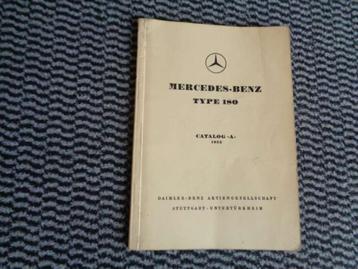 MERCEDES-BENZ
TYPE 180
CATALOG «A»
DAIMLER-BENZ AKTIENGESELLSCHAFT
STUTTGART-UNTERTÜRKHEIM